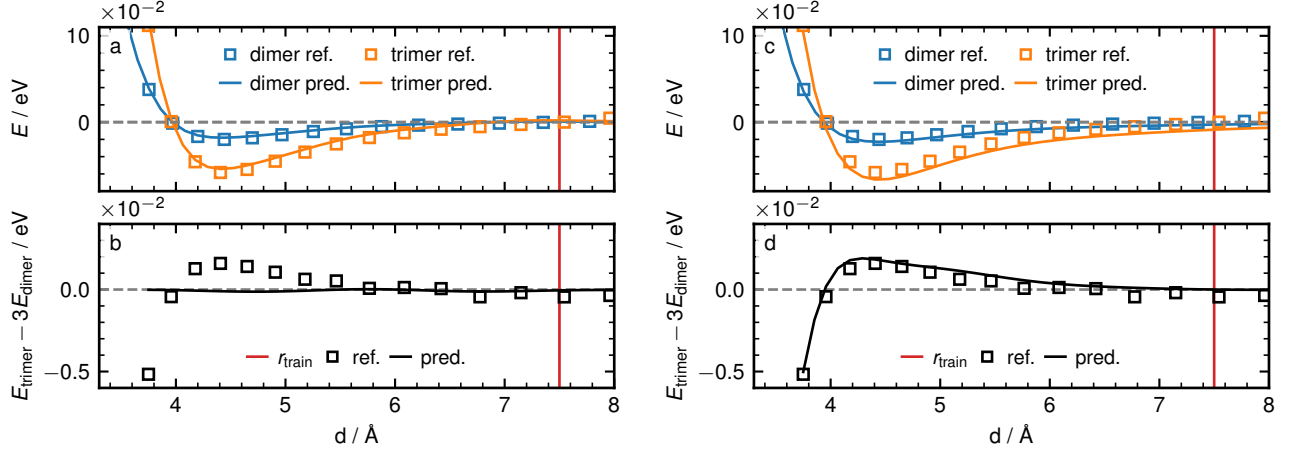 ×10⁻²
10
0
E / eV
a
dimer ref.
trimer ref.
dimer pred.
trimer pred.
×10⁻²
0.0
−0.5
E_trimer − 3E_dimer / eV
b
r_train
ref.
pred.
4 5 6 7 8
d / Å
×10⁻²
10
0
E / eV
c
dimer ref.
trimer ref.
dimer pred.
trimer pred.
×10⁻²
0.0
−0.5
E_trimer − 3E_dimer / eV
d
r_train
ref.
pred.
4 5 6 7 8
d / Å